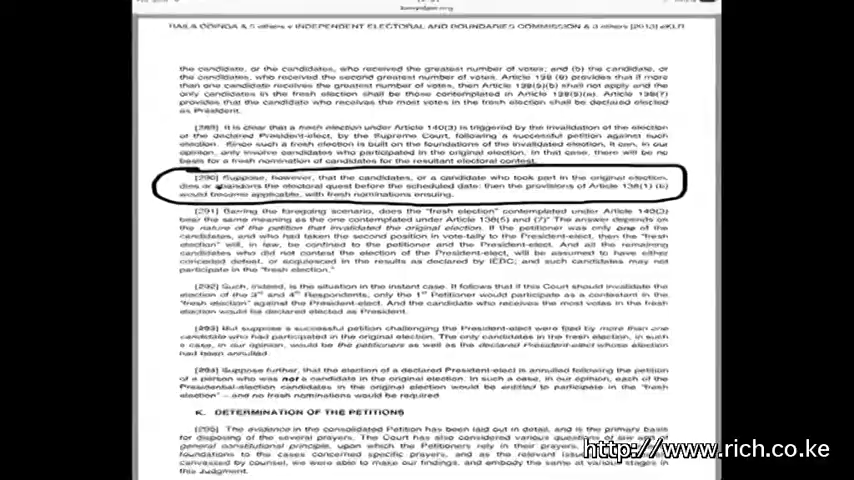 RAILA ODINGA & 5 others v INDEPENDENT ELECTORAL AND BOUNDARIES COMMISSION & 3 others [2013] eKLR
the candidate, or the candidates, who received the greatest number of votes; and (b) the candidate, or
the candidates, who received the second greatest number of votes. Article 138 (6) provides that if more
than one candidate receives the greatest number of votes, then Article 138(5)(b) shall not apply and the
only candidates in the fresh election shall be those contemplated in Article 138(5)(a). Article 138(7)
provides that the candidate who receives the most votes in the fresh election shall be declared elected
as President.
[289] It is clear that a fresh election under Article 140(3) is triggered by the invalidation of the election
of the declared President-elect, by the Supreme Court, following a successful petition against such
election. Since such a fresh election is built on the foundations of the invalidated election, it can, in our
opinion, only involve candidates who participated in the original election. In that case, there will be no
basis for a fresh nomination of candidates for the resultant electoral contest.
[290] Suppose, however, that the candidates, or a candidate who took part in the original election,
dies or abandons the electoral quest before the scheduled date: then the provisions of Article 138(1) (b)
would become applicable, with fresh nominations ensuing.
[291] Barring the foregoing scenario, does the "fresh election" contemplated under Article 140(3)
bear the same meaning as the one contemplated under Article 138(5) and (7)? The answer depends on
the nature of the petition that invalidated the original election. If the petitioner was only one of the
candidates, and who had taken the second position in vote-tally to the President-elect, then the "fresh
election" will, in law, be confined to the petitioner and the President-elect. And all the remaining
candidates who did not contest the election of the President-elect, will be assumed to have either
conceded defeat, or acquiesced in the results as declared by IEBC; and such candidates may not
participate in the "fresh election."
[292] Such, indeed, is the situation in the instant case. It follows that if this Court should invalidate the
election of the 3rd and 4th Respondents, only the 1st Petitioner would participate as a contestant in the
"fresh election" against the President-elect. And the candidate who receives the most votes in the fresh
election would be declared elected as President.
[293] But suppose a successful petition challenging the President-elect were filed by more than one
candidate who had participated in the original election. The only candidates in the fresh election, in such
a case, in our opinion, would be the petitioners as well as the declared President-elect whose election
had been annulled.
[294] Suppose further, that the election of a declared President-elect is annulled following the petition
of a person who was not a candidate in the original election. In such a case, in our opinion, each of the
Presidential-election candidates in the original election would be entitled to participate in the "fresh
election" – and no fresh nominations would be required.
K. DETERMINATION OF THE PETITIONS
[295] The evidence in the consolidated Petition has been laid out in detail, and is the primary basis
for disposing of the several prayers. The Court has also considered various questions of law and
general constitutional principle, upon which the Petitioners rely in their prayers.
foundations to the cases concerned specific prayers, and as the relevant issues
canvassed by counsel, we were able to make our findings, and embody the same at various stages in
this Judgment.
http://www.rich.co.ke